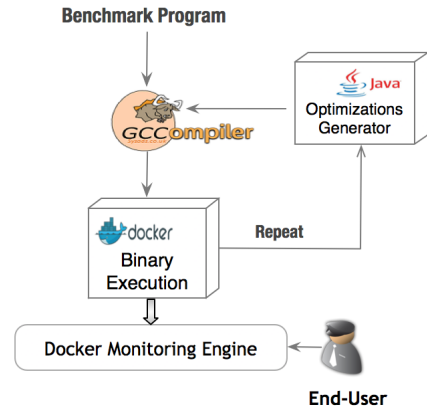 Benchmark Program
Java
Optimizations
Generator
GCCompiler
docker
Binary
Execution
Repeat
Docker Monitoring Engine
End-User